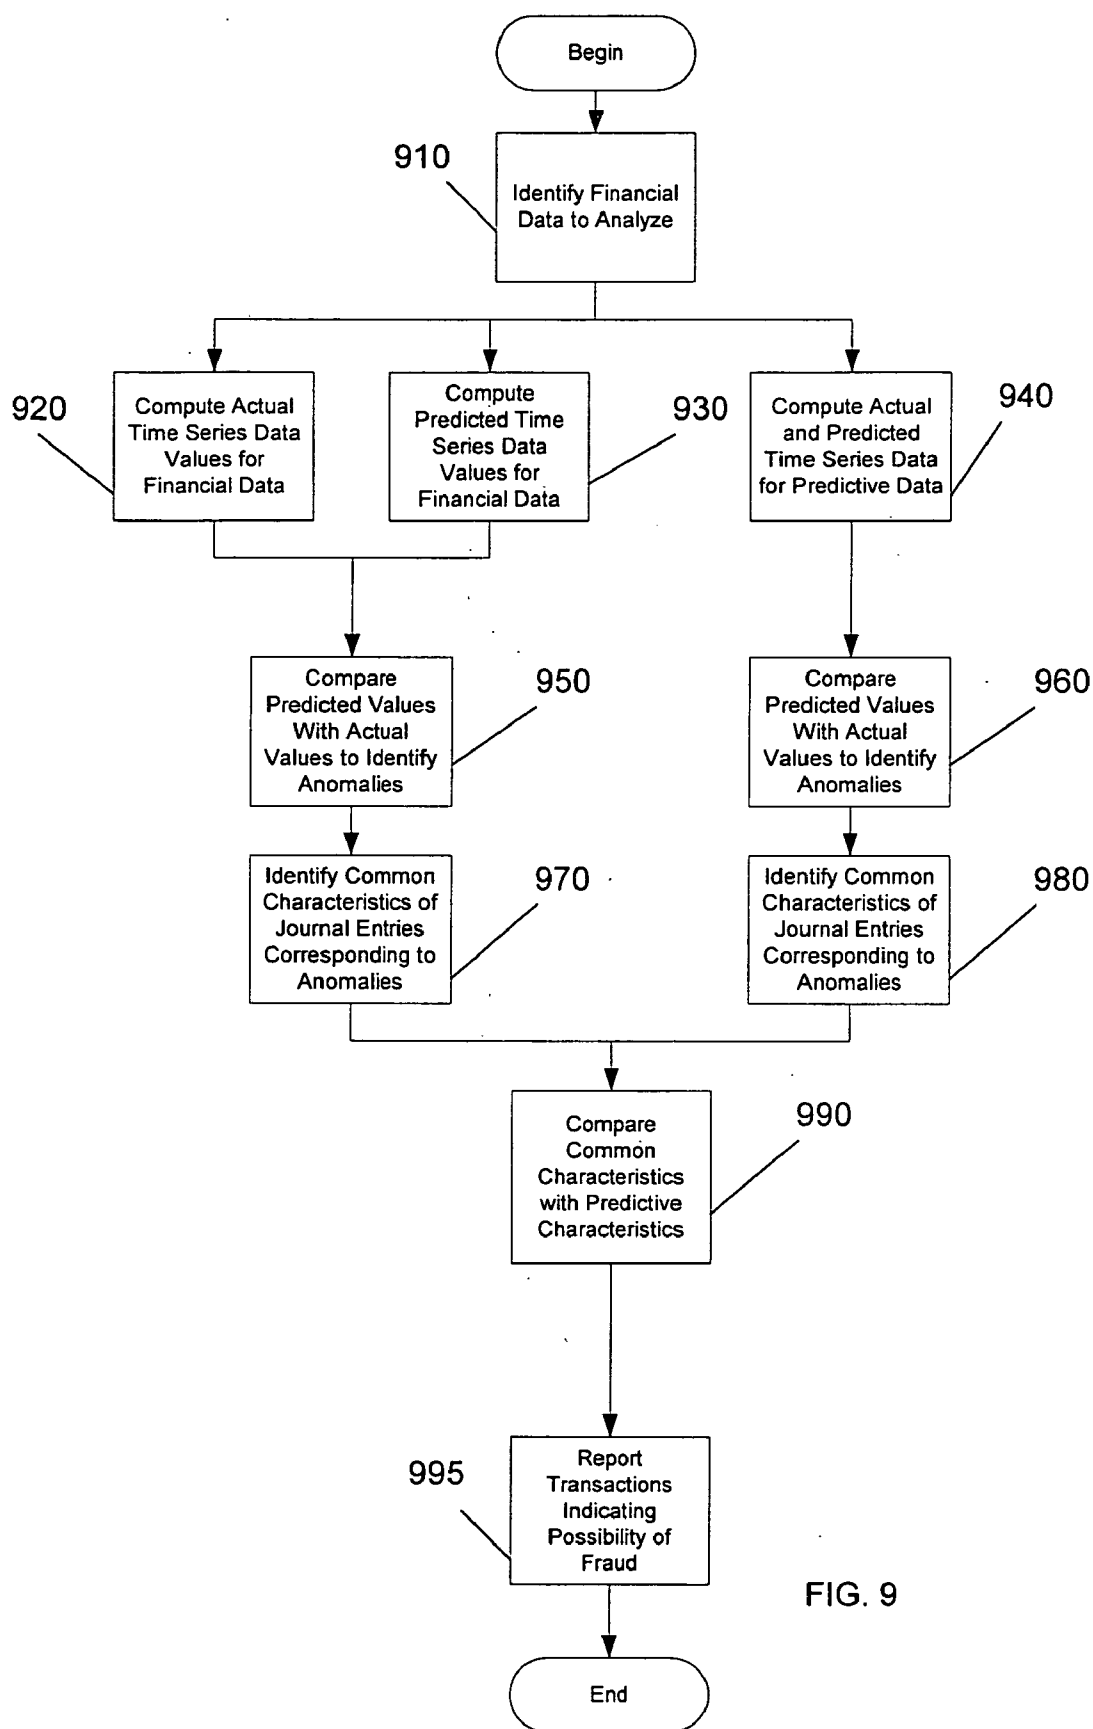 Begin
910
Identify Financial
Data to Analyze
920
Compute Actual
Time Series Data
Values for
Financial Data
Compute
Predicted Time
Series Data
Values for
Financial Data
930
Compute Actual
and Predicted
Time Series Data
for Predictive Data
940
Compare
Predicted Values
With Actual
Values to Identify
Anomalies
950
Compare
Predicted Values
With Actual
Values to Identify
Anomalies
960
Identify Common
Characteristics of
Journal Entries
Corresponding to
Anomalies
970
Identify Common
Characteristics of
Journal Entries
Corresponding to
Anomalies
980
Compare
Common
Characteristics
with Predictive
Characteristics
990
995
Report
Transactions
Indicating
Possibility of
Fraud
FIG. 9
End